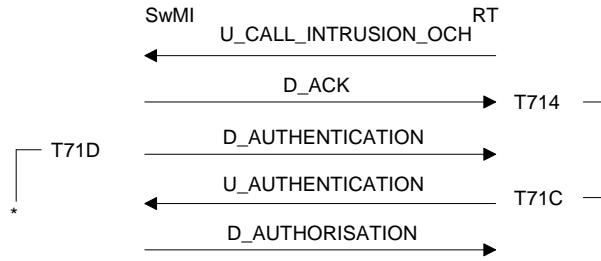 SwMI RT
U_CALL_INTRUSION_OCH
D_ACK
T714
D_AUTHENTICATION
T71D
U_AUTHENTICATION
T71C
*
D_AUTHORISATION